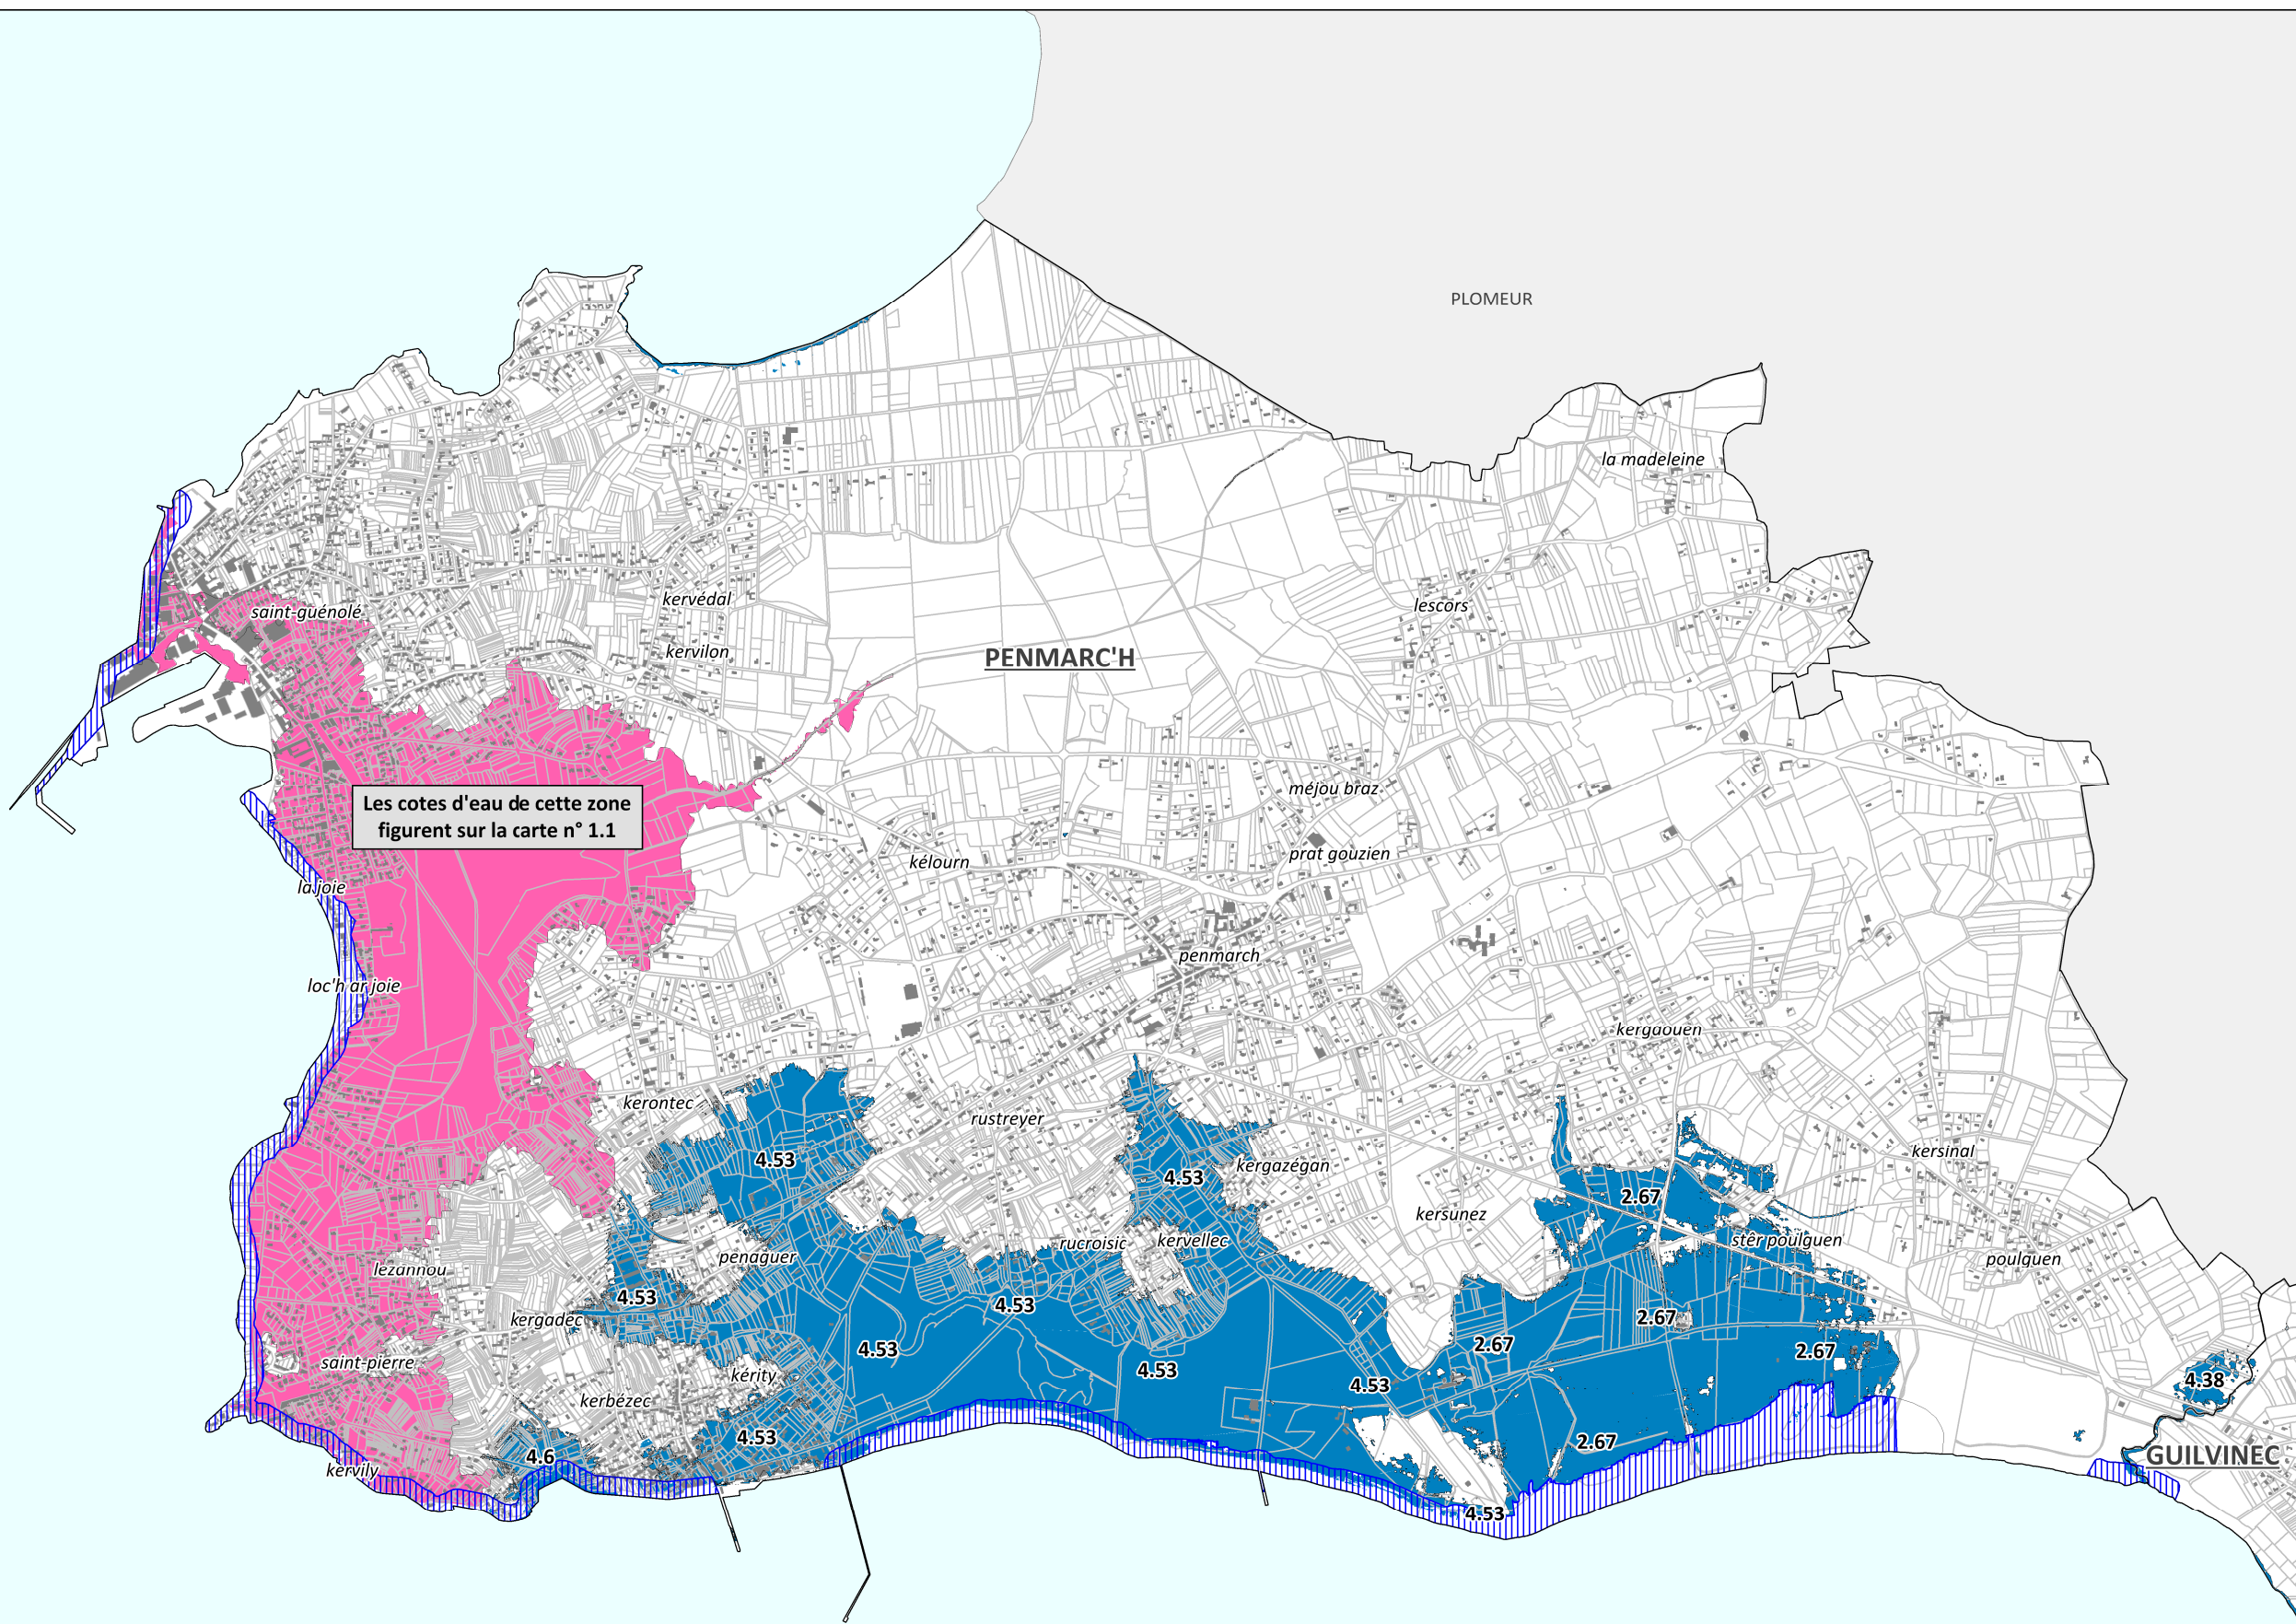 PLOMEUR
la madeleine
kervédal
lescors
saint-guénolé
kervilon
PENMARC'H
méjou braz
Les cotes d'eau de cette zone
figurent sur la carte n° 1.1
prat gouzien
kélourn
la joie
penmarch
loc'h ar joie
kergaouen
kerontec
rustreyer
kersinal
4.53
kergazégan
4.53
2.67
kersunez
stêr poulguen
rucroisic
kervellec
penaguer
poulguen
lezannou
4.53
4.53
kergadec
2.67
2.67
4.53
2.67
saint-pierre
4.53
kérity
4.53
4.38
kerbézec
4.53
2.67
4.6
GUILVINEC
kervily
4.53